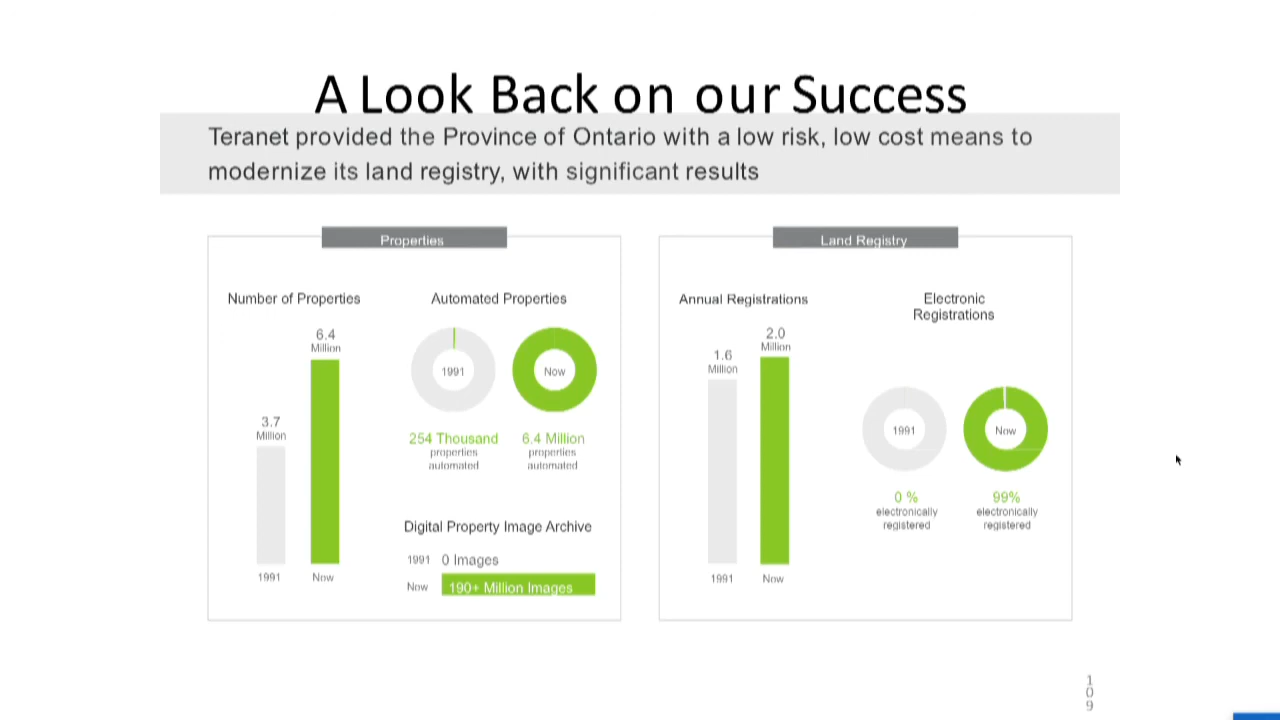 A Look Back on our Success
Teranet provided the Province of Ontario with a low risk, low cost means to
modernize its land registry, with significant results
Properties
Number of Properties
6.4
Million
3.7
Million
1991
Now
Automated Properties
1991
Now
254 Thousand
properties
automated
6.4 Million
properties
automated
Digital Property Image Archive
1991 0 Images
Now 190+ Million Images
Land Registry
Annual Registrations
2.0
Million
1.6
Million
1991
Now
Electronic
Registrations
1991
Now
0 %
electronically
registered
99%
electronically
registered
1
0
9